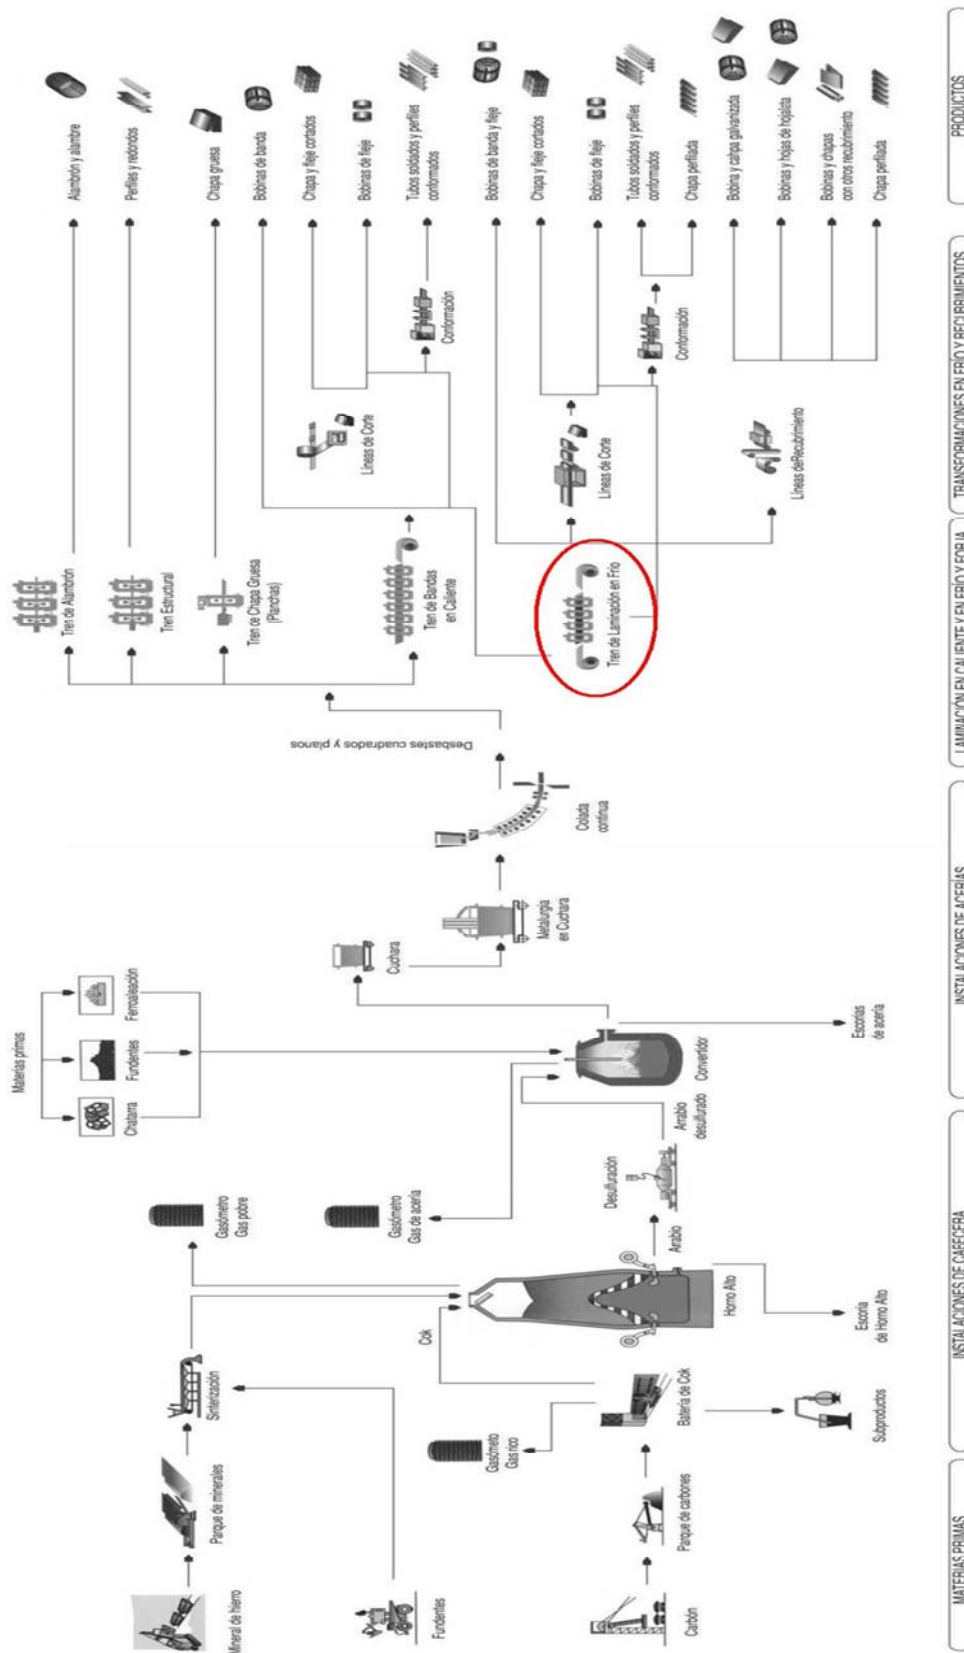 Mineral de hierro
Parque de minerales
Sinterización
Fundentes
Carbón
Parque de carbones
Batería de Cok
Gasómeto
Gas rico
Subproductos
Cok
Horno Alto
Gasómetro
Gas pobre
Escoria
de Horno Alto
Arrabio
Desulfuración
Arrabio
desulfurado
Gasómetro
Gas de acería
Materias primas
Chatarra
Fundentes
Ferroaleación
Convertidor
Escorias
de acería
Cuchara
Metalurgia
en Cuchara
Colada
continua
Desbastes cuadrados y planos
Tren de Alambrón
Tren Estructural
Tren de Chapa Gruesa
(Planchas)
Tren de Bandas
en Caliente
Tren de Laminación en Frío
Líneas de Corte
Conformación
Líneas de Corte
Conformación
Líneas deRecubrimiento
Alambrón y alambre
Perfiles y redondos
Chapa gruesa
Bobinas de banda
Chapa y fleje cortados
Bobinas de fleje
Tubos soldados y perfiles
conformados
Bobinas de banda y fleje
Chapa y fleje cortados
Bobinas de fleje
Tubos soldados y perfiles
conformados
Chapa perfilada
Bobina y cahpa galvanizada
Bobinas y hojas de hojalata
Bobinas y chapas
con otros recubrimiento
Chapa perfilada
MATERIAS PRIMAS
INSTALACIONES DE CABECERA
INSTALACIONES DE ACERÍAS
LAMINACIÓN EN CALIENTE Y EN FRÍO Y FORJA
TRANSFORMACIONES EN FRÍO Y RECUBRIMIENTOS
PRODUCTOS